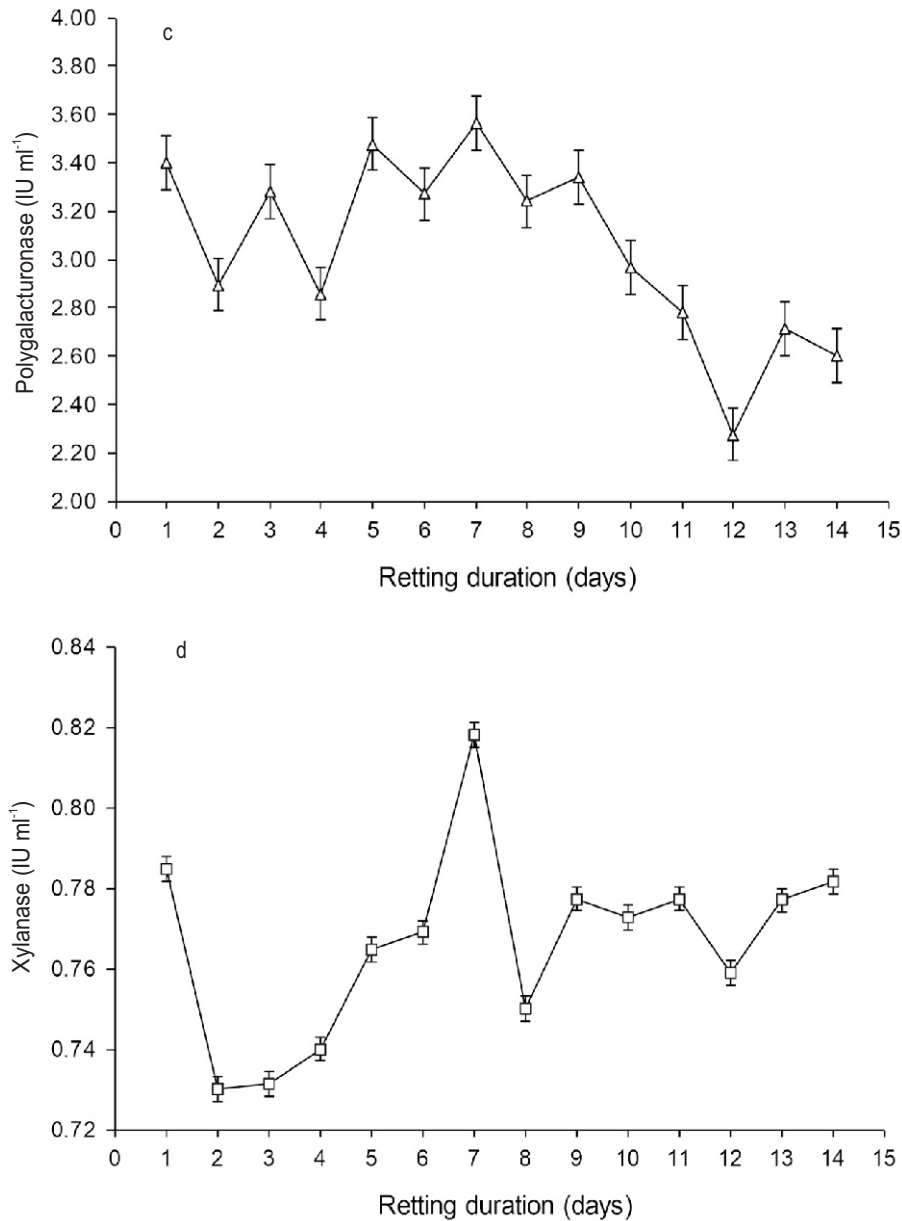 c
4.00
3.80
3.60
3.40
3.20
3.00
2.80
2.60
2.40
2.20
2.00
Polygalacturonase (IU ml⁻¹)
0 1 2 3 4 5 6 7 8 9 10 11 12 13 14 15
Retting duration (days)
d
0.84
0.82
0.80
0.78
0.76
0.74
0.72
Xylanase (IU ml⁻¹)
0 1 2 3 4 5 6 7 8 9 10 11 12 13 14 15
Retting duration (days)